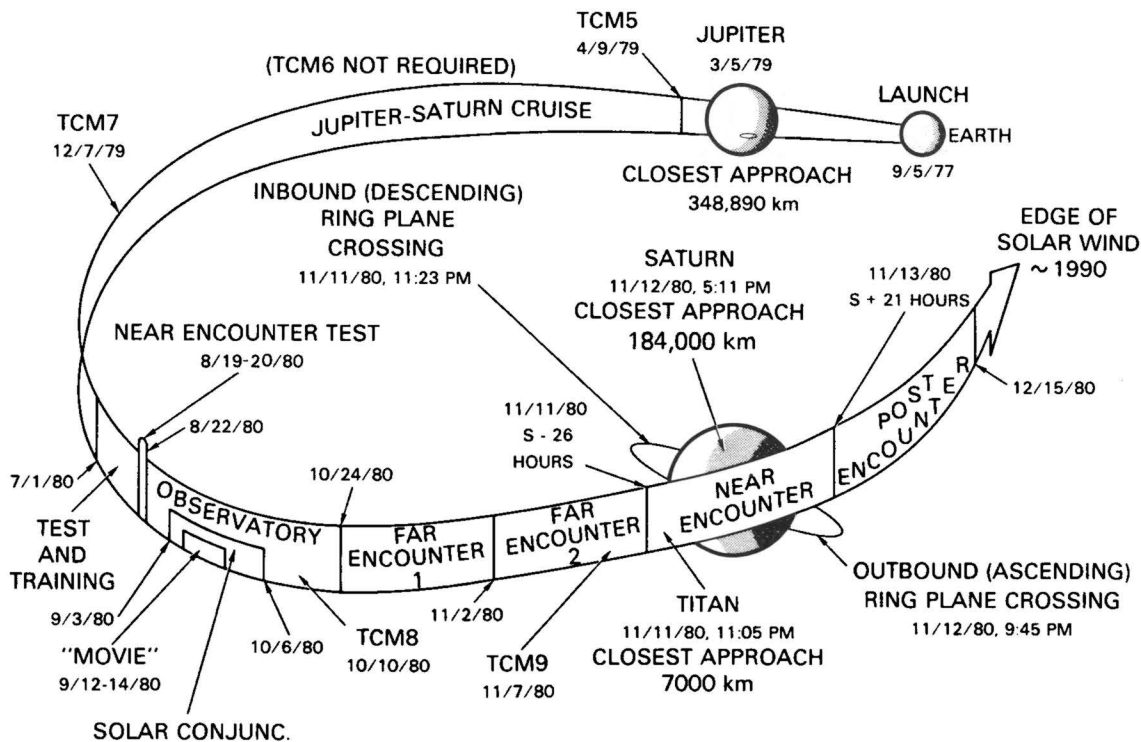 TCM5
4/9/79
JUPITER
3/5/79
(TCM6 NOT REQUIRED)
LAUNCH
TCM7
12/7/79
JUPITER-SATURN CRUISE
EARTH
CLOSEST APPROACH
348,890 km
9/5/77
INBOUND (DESCENDING)
RING PLANE
CROSSING
11/11/80, 11:23 PM
EDGE OF
SOLAR WIND
~ 1990
SATURN
11/12/80, 5:11 PM
CLOSEST APPROACH
184,000 km
11/13/80
S + 21 HOURS
NEAR ENCOUNTER TEST
8/19-20/80
8/22/80
12/15/80
11/11/80
S - 26
HOURS
POST
ENCOUNTER
7/1/80
10/24/80
TEST
AND
TRAINING
OBSERVATORY
FAR
ENCOUNTER
1
FAR
ENCOUNTER
2
NEAR
ENCOUNTER
OUTBOUND (ASCENDING)
RING PLANE CROSSING
11/12/80, 9:45 PM
9/3/80
"MOVIE"
9/12-14/80
10/6/80
TCM8
10/10/80
11/2/80
TCM9
11/7/80
TITAN
11/11/80, 11:05 PM
CLOSEST APPROACH
7000 km
SOLAR CONJUNC.